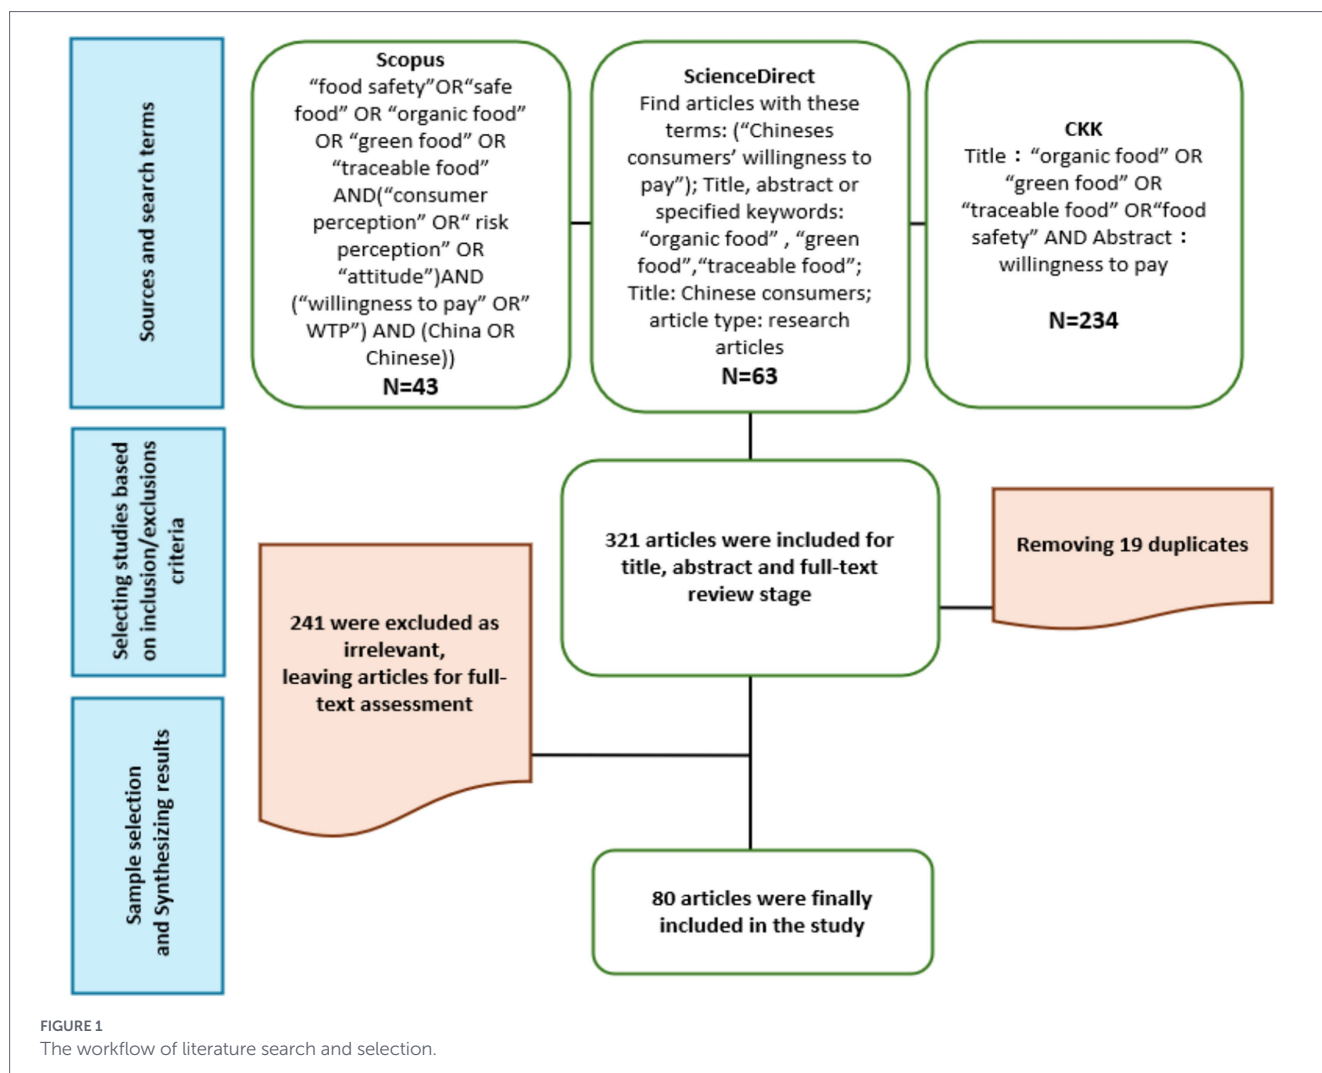 Sources and search terms
Scopus
“food safety”OR“safe
food” OR “organic food”
OR “green food” OR
“traceable food”
AND(“consumer
perception” OR“ risk
perception” OR
“attitude”)AND
(“willingness to pay” OR”
WTP”) AND (China OR
Chinese))
N=43
ScienceDirect
Find articles with these
terms: (“Chineses
consumers’ willingness to
pay”); Title, abstract or
specified keywords:
“organic food” , “green
food”,“traceable food”;
Title: Chinese consumers;
article type: research
articles
N=63
CKK
Title：“organic food” OR
“green food” OR
“traceable food” OR“food
safety” AND Abstract：
willingness to pay
N=234
Selecting studies based
on inclusion/exclusions
criteria
321 articles were included for
title, abstract and full-text
review stage
Removing 19 duplicates
241 were excluded as
irrelevant,
leaving articles for full-
text assessment
Sample selection
and Synthesizing results
80 articles were finally
included in the study
FIGURE 1
The workflow of literature search and selection.